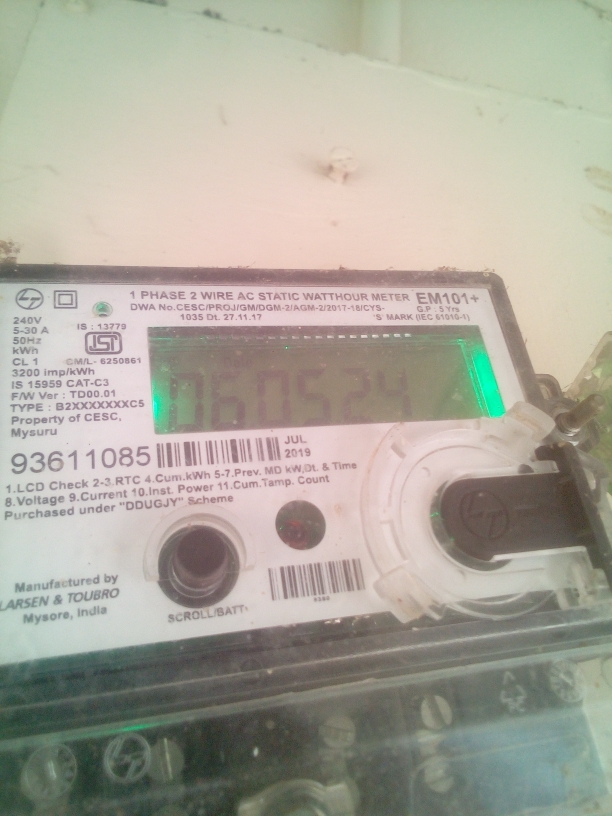 1 PHASE 2 WIRE AC STATIC WATTHOUR METER EM101+
DWA No.CESC/PROJ/GM/DGM-2/AGM-2/2017-18/CYS- G.P : 5 Yrs
1035 Dt. 27.11.17 'S' MARK (IEC 61010-1)
240V
5-30 A IS : 13779
50Hz
kWh ISI
CL 1 CM/L- 6250861
3200 imp/kWh
IS 15959 CAT-C3
F/W Ver : TD00.01
TYPE : B2XXXXXXXC5
Property of CESC,
Mysuru
060524
93611085 JUL
2019
1.LCD Check 2-3.RTC 4.Cum.kWh 5-7.Prev. MD kW,Dt. & Time
8.Voltage 9.Current 10.Inst. Power 11.Cum.Tamp. Count
Purchased under "DDUGJY" Scheme
Manufactured by
LARSEN & TOUBRO
Mysore, India
SCROLL/BATT